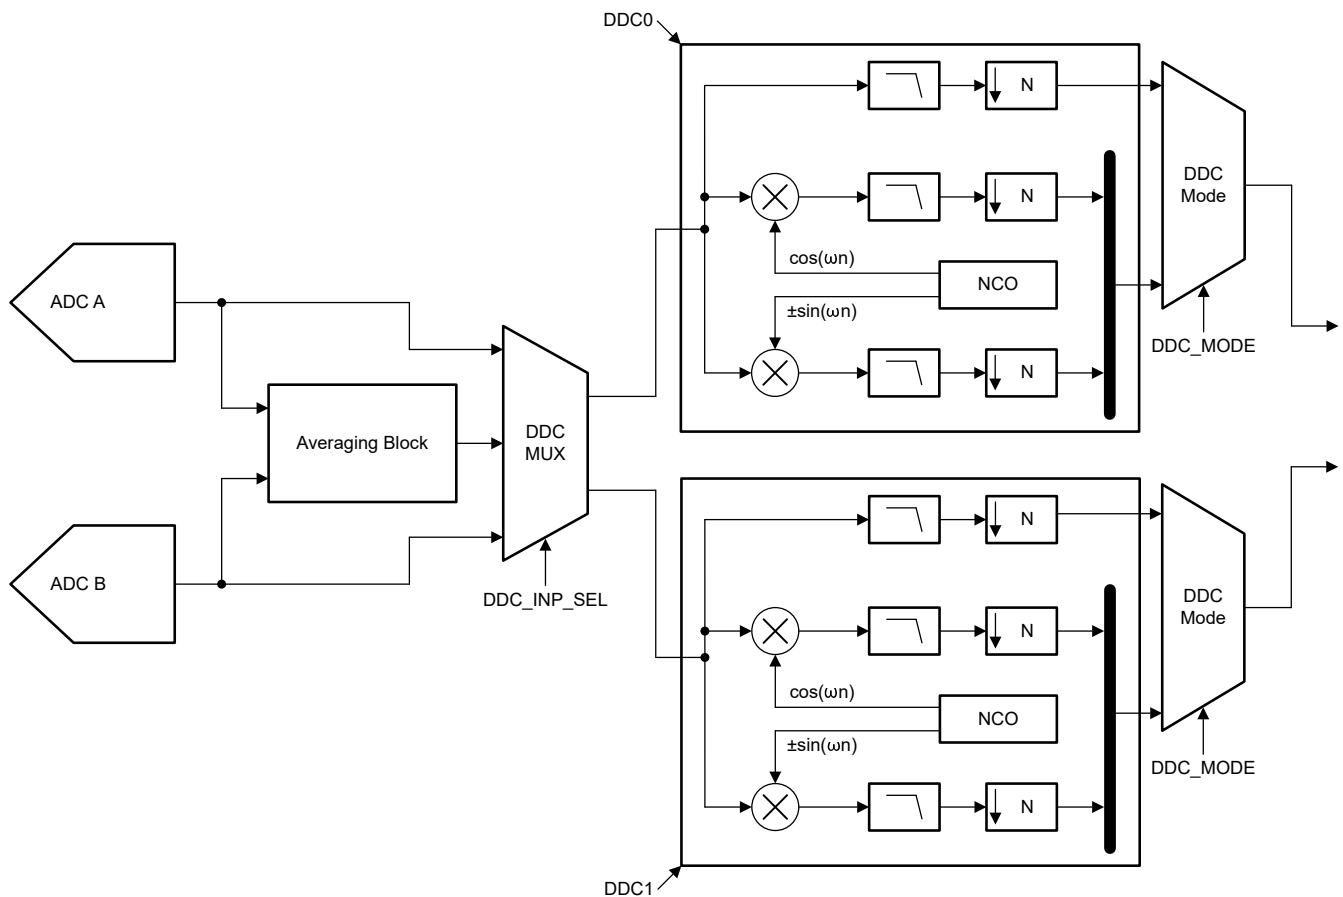 DDC0
N
DDC
Mode
N
cos(ωn)
NCO
±sin(ωn)
DDC_MODE
N
ADC A
Averaging Block
DDC
MUX
ADC B
DDC_INP_SEL
N
DDC
Mode
N
cos(ωn)
NCO
±sin(ωn)
DDC_MODE
N
DDC1